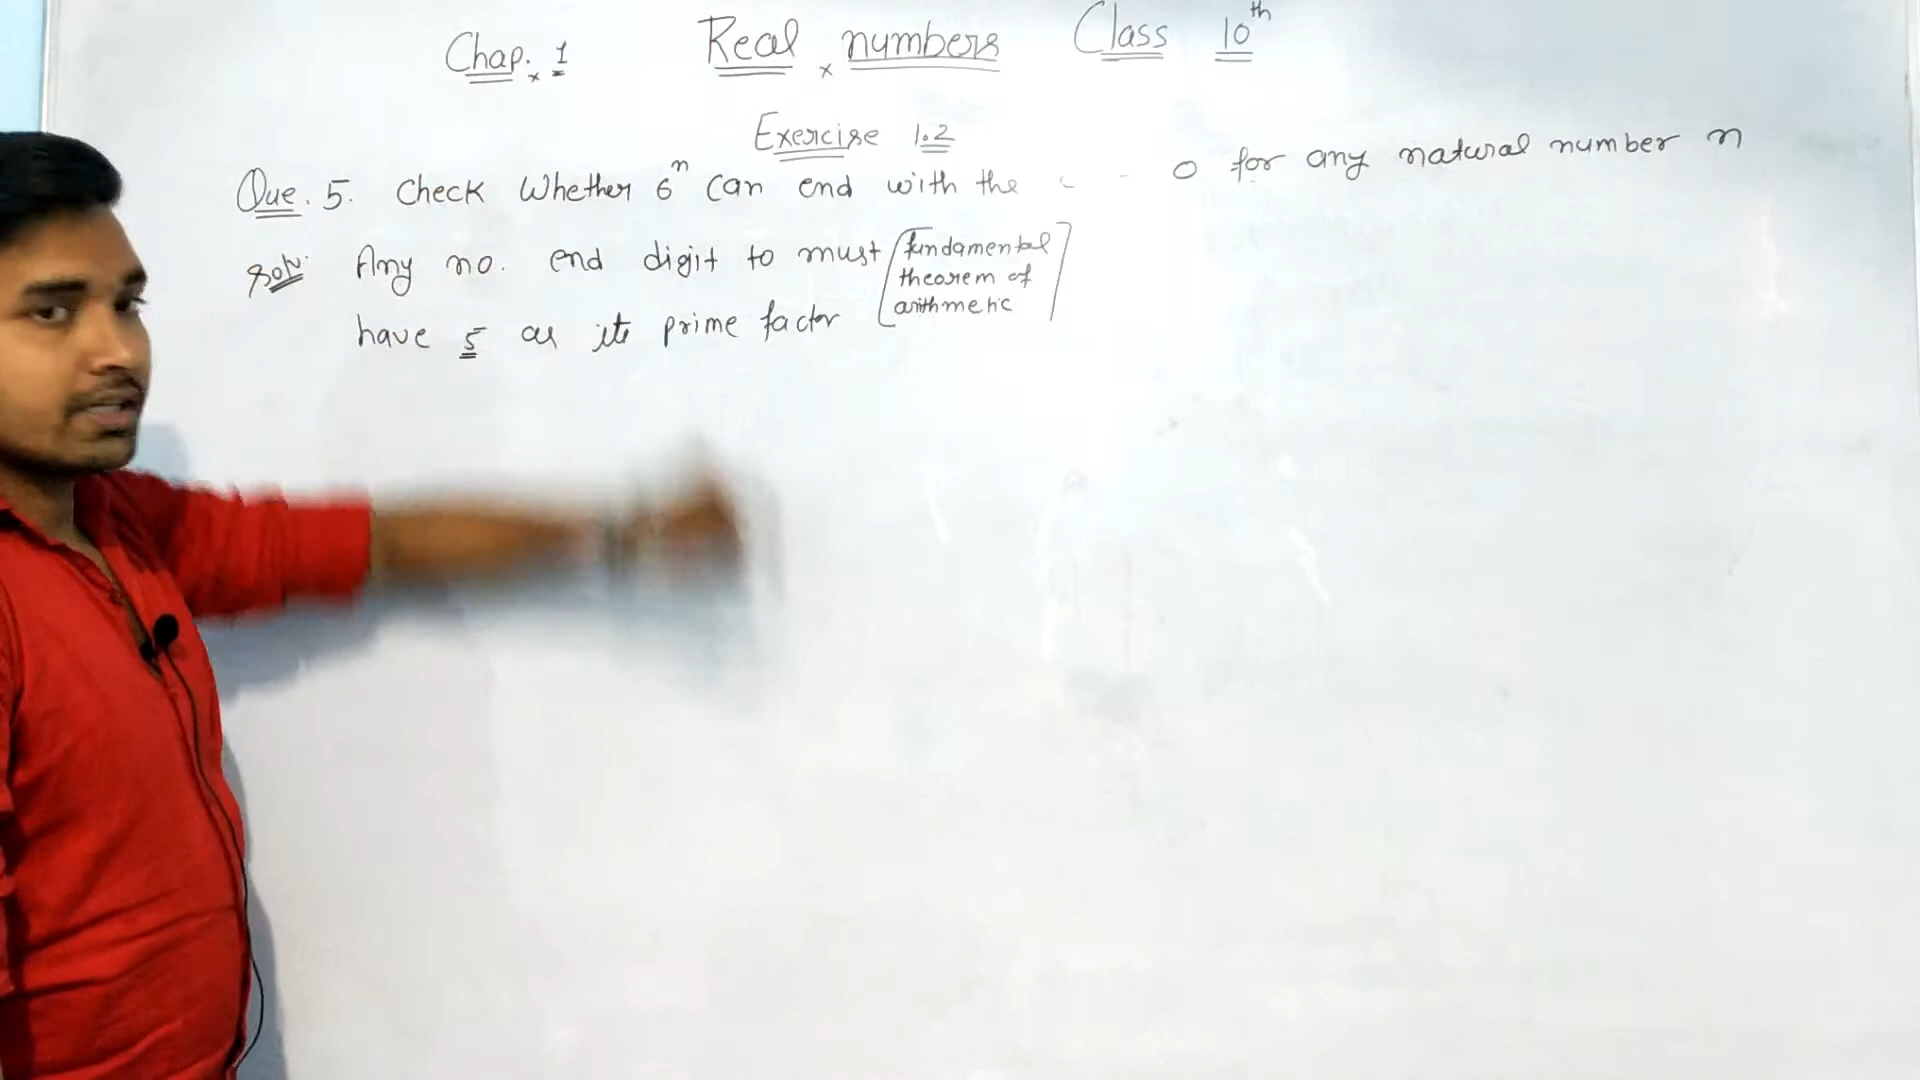 Chap. 1 Real numbers Class 10th
Exercise 1.2
Que. 5. Check Whether 6^n Can end with the 0 for any natural number n
Soln. Any no. end digit to must [fundamental theorem of arithmetic]
have 5 as its prime factor